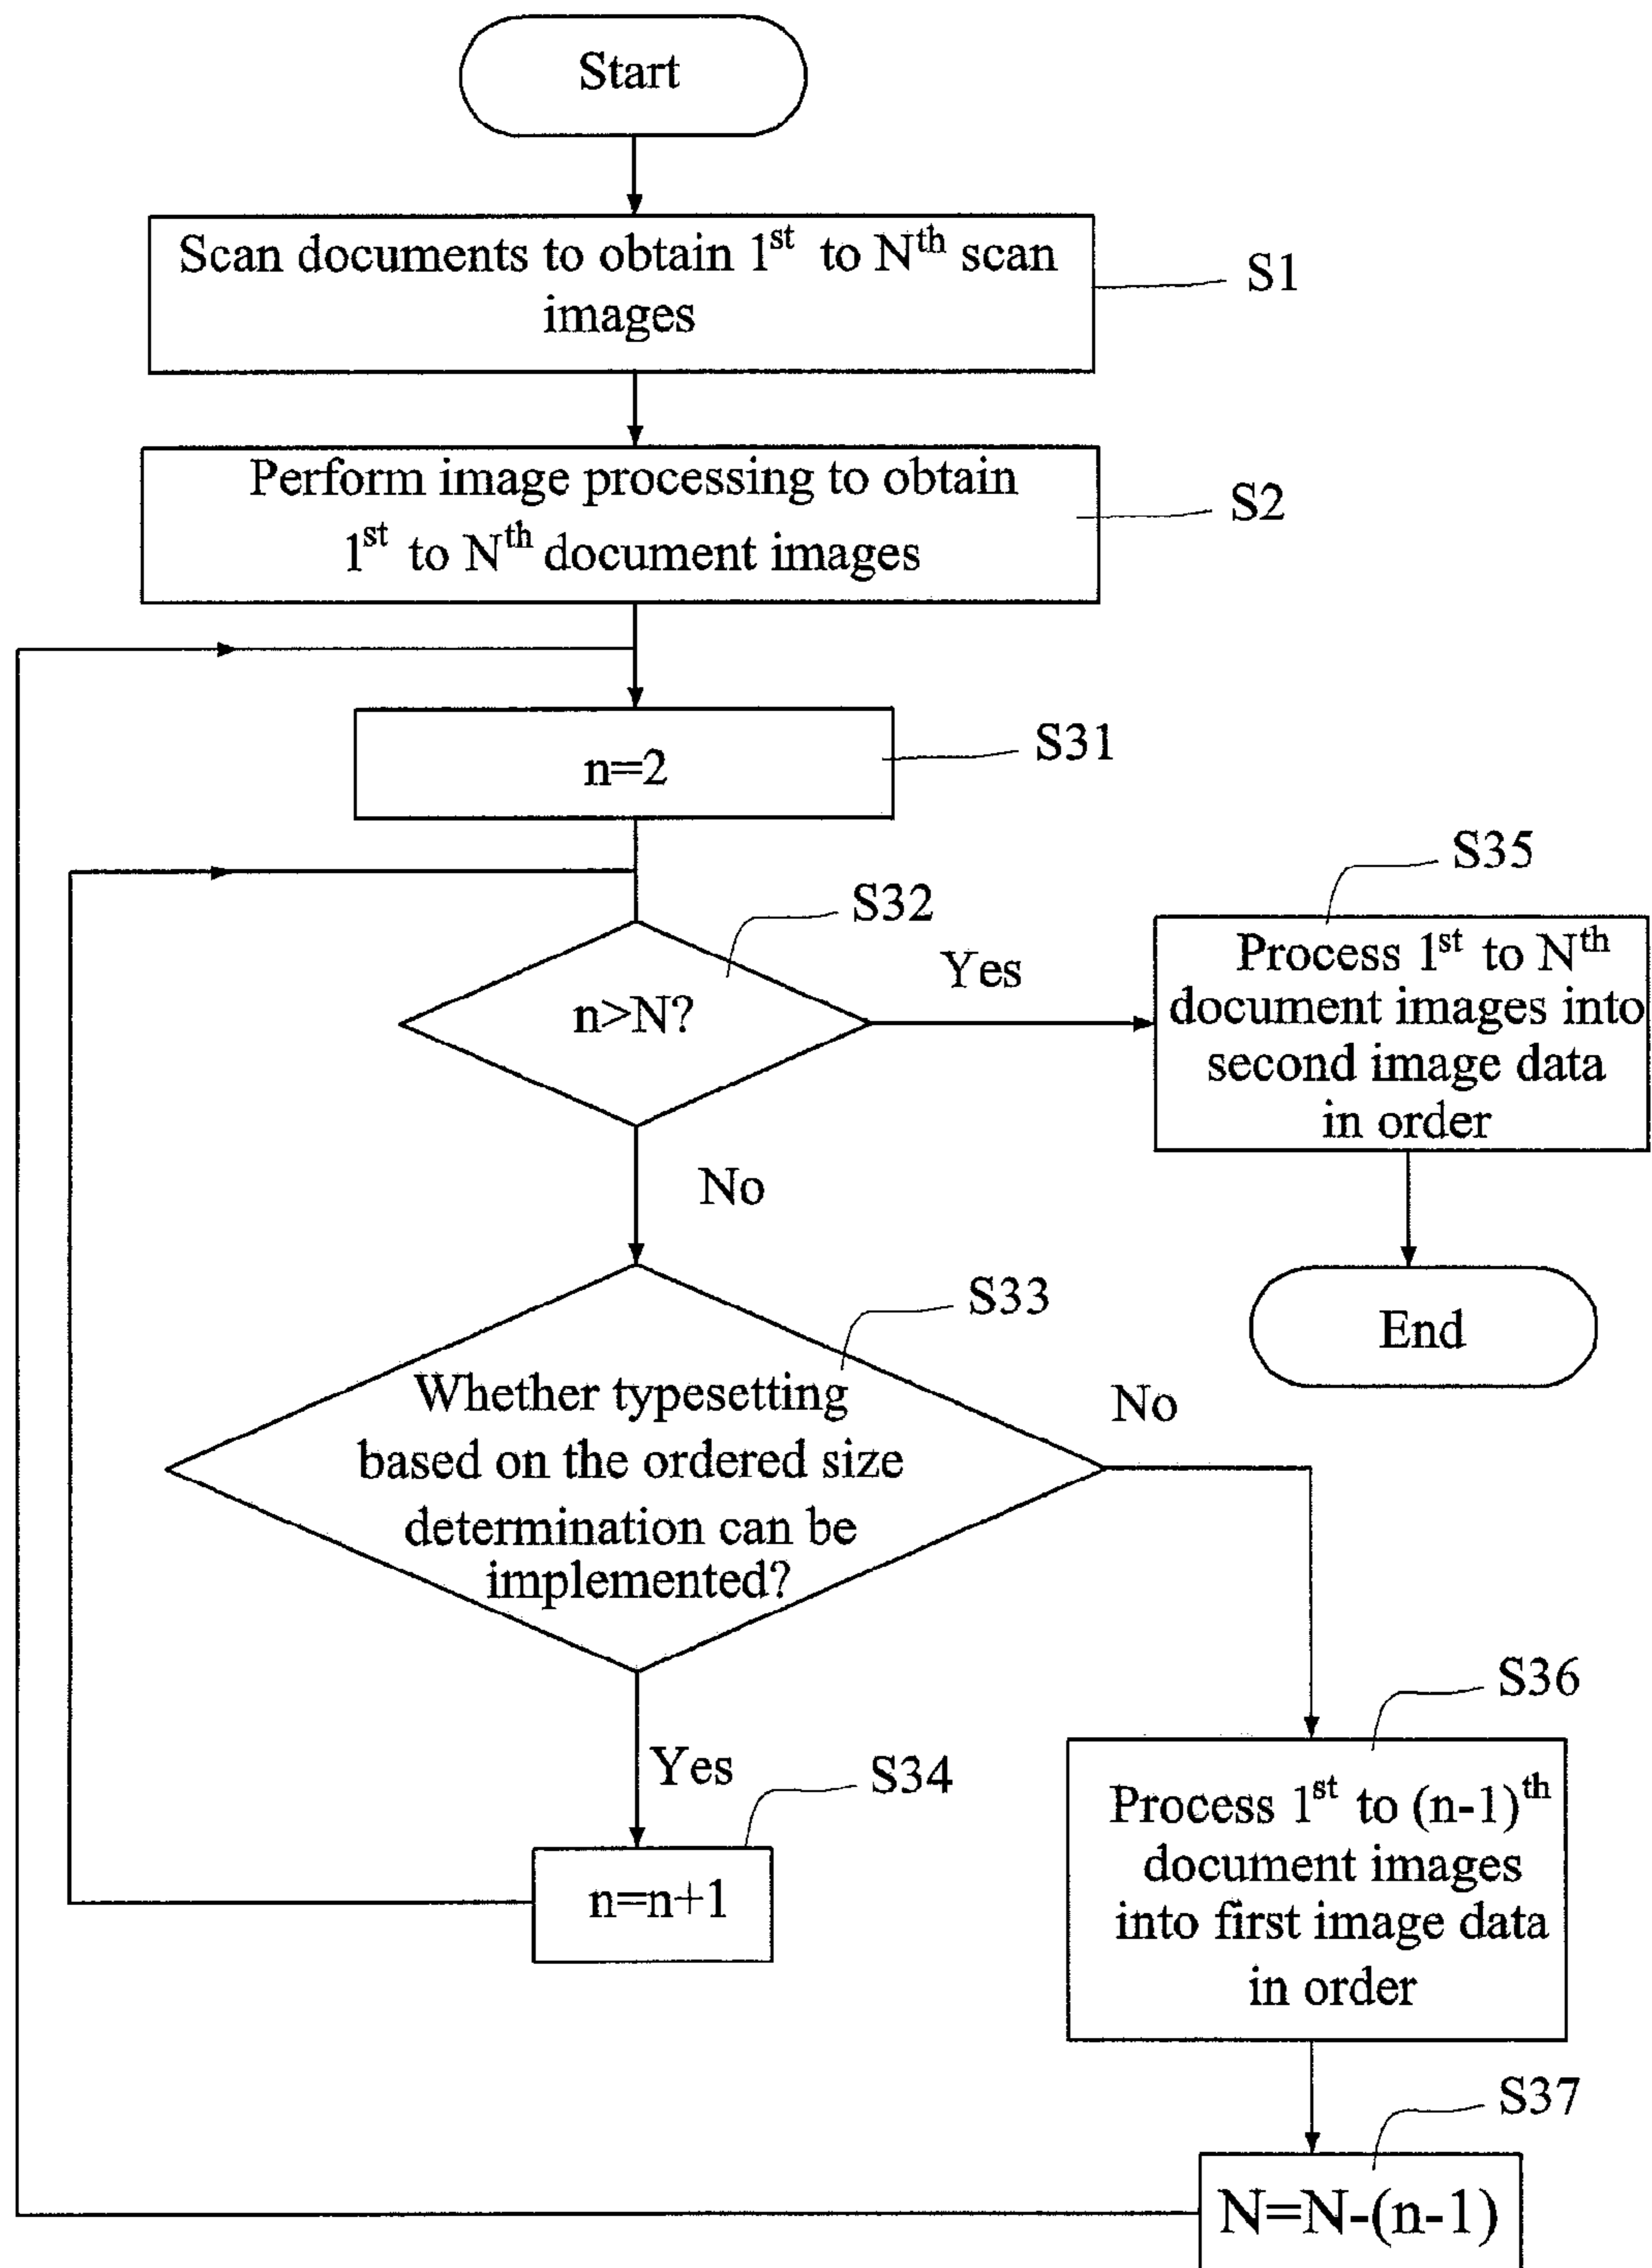 Start
Scan documents to obtain 1st to Nth scan
images
S1
Perform image processing to obtain
1st to Nth document images
S2
n=2
S31
n>N?
S32
Yes
No
Process 1st to Nth
document images into
second image data
in order
S35
End
Whether typesetting
based on the ordered size
determination can be
implemented?
S33
No
Yes
n=n+1
S34
Process 1st to (n-1)th
document images
into first image data
in order
S36
N=N-(n-1)
S37